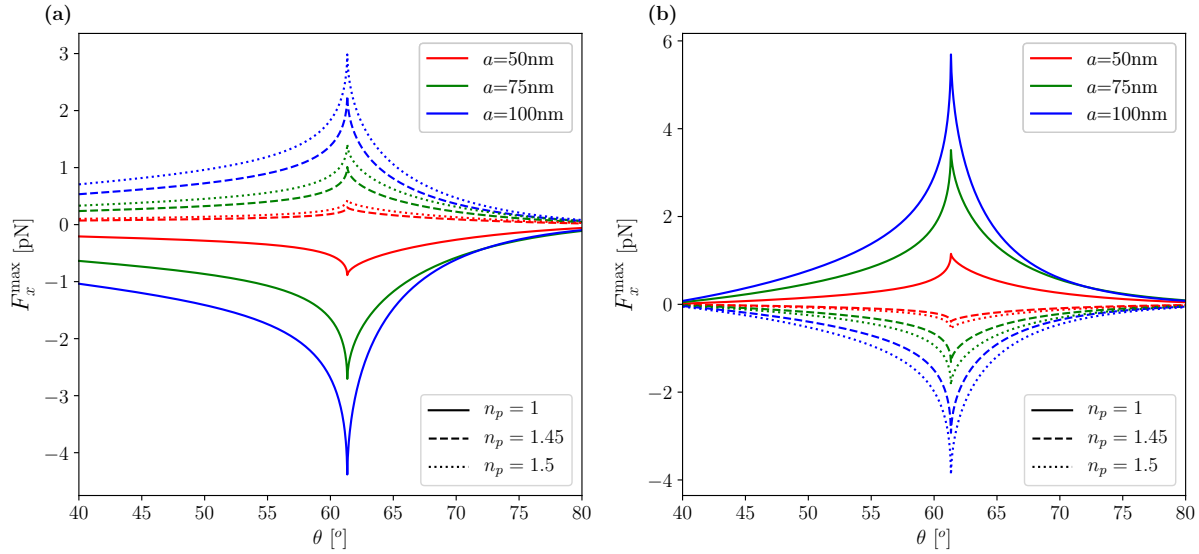 (a)
3
2
1
0
−1
−2
−3
−4
F_x^max [pN]
40 45 50 55 60 65 70 75 80
θ [o]
a=50nm
a=75nm
a=100nm
n_p = 1
n_p = 1.45
n_p = 1.5
(b)
6
4
2
0
−2
−4
F_x^max [pN]
40 45 50 55 60 65 70 75 80
θ [o]
a=50nm
a=75nm
a=100nm
n_p = 1
n_p = 1.45
n_p = 1.5